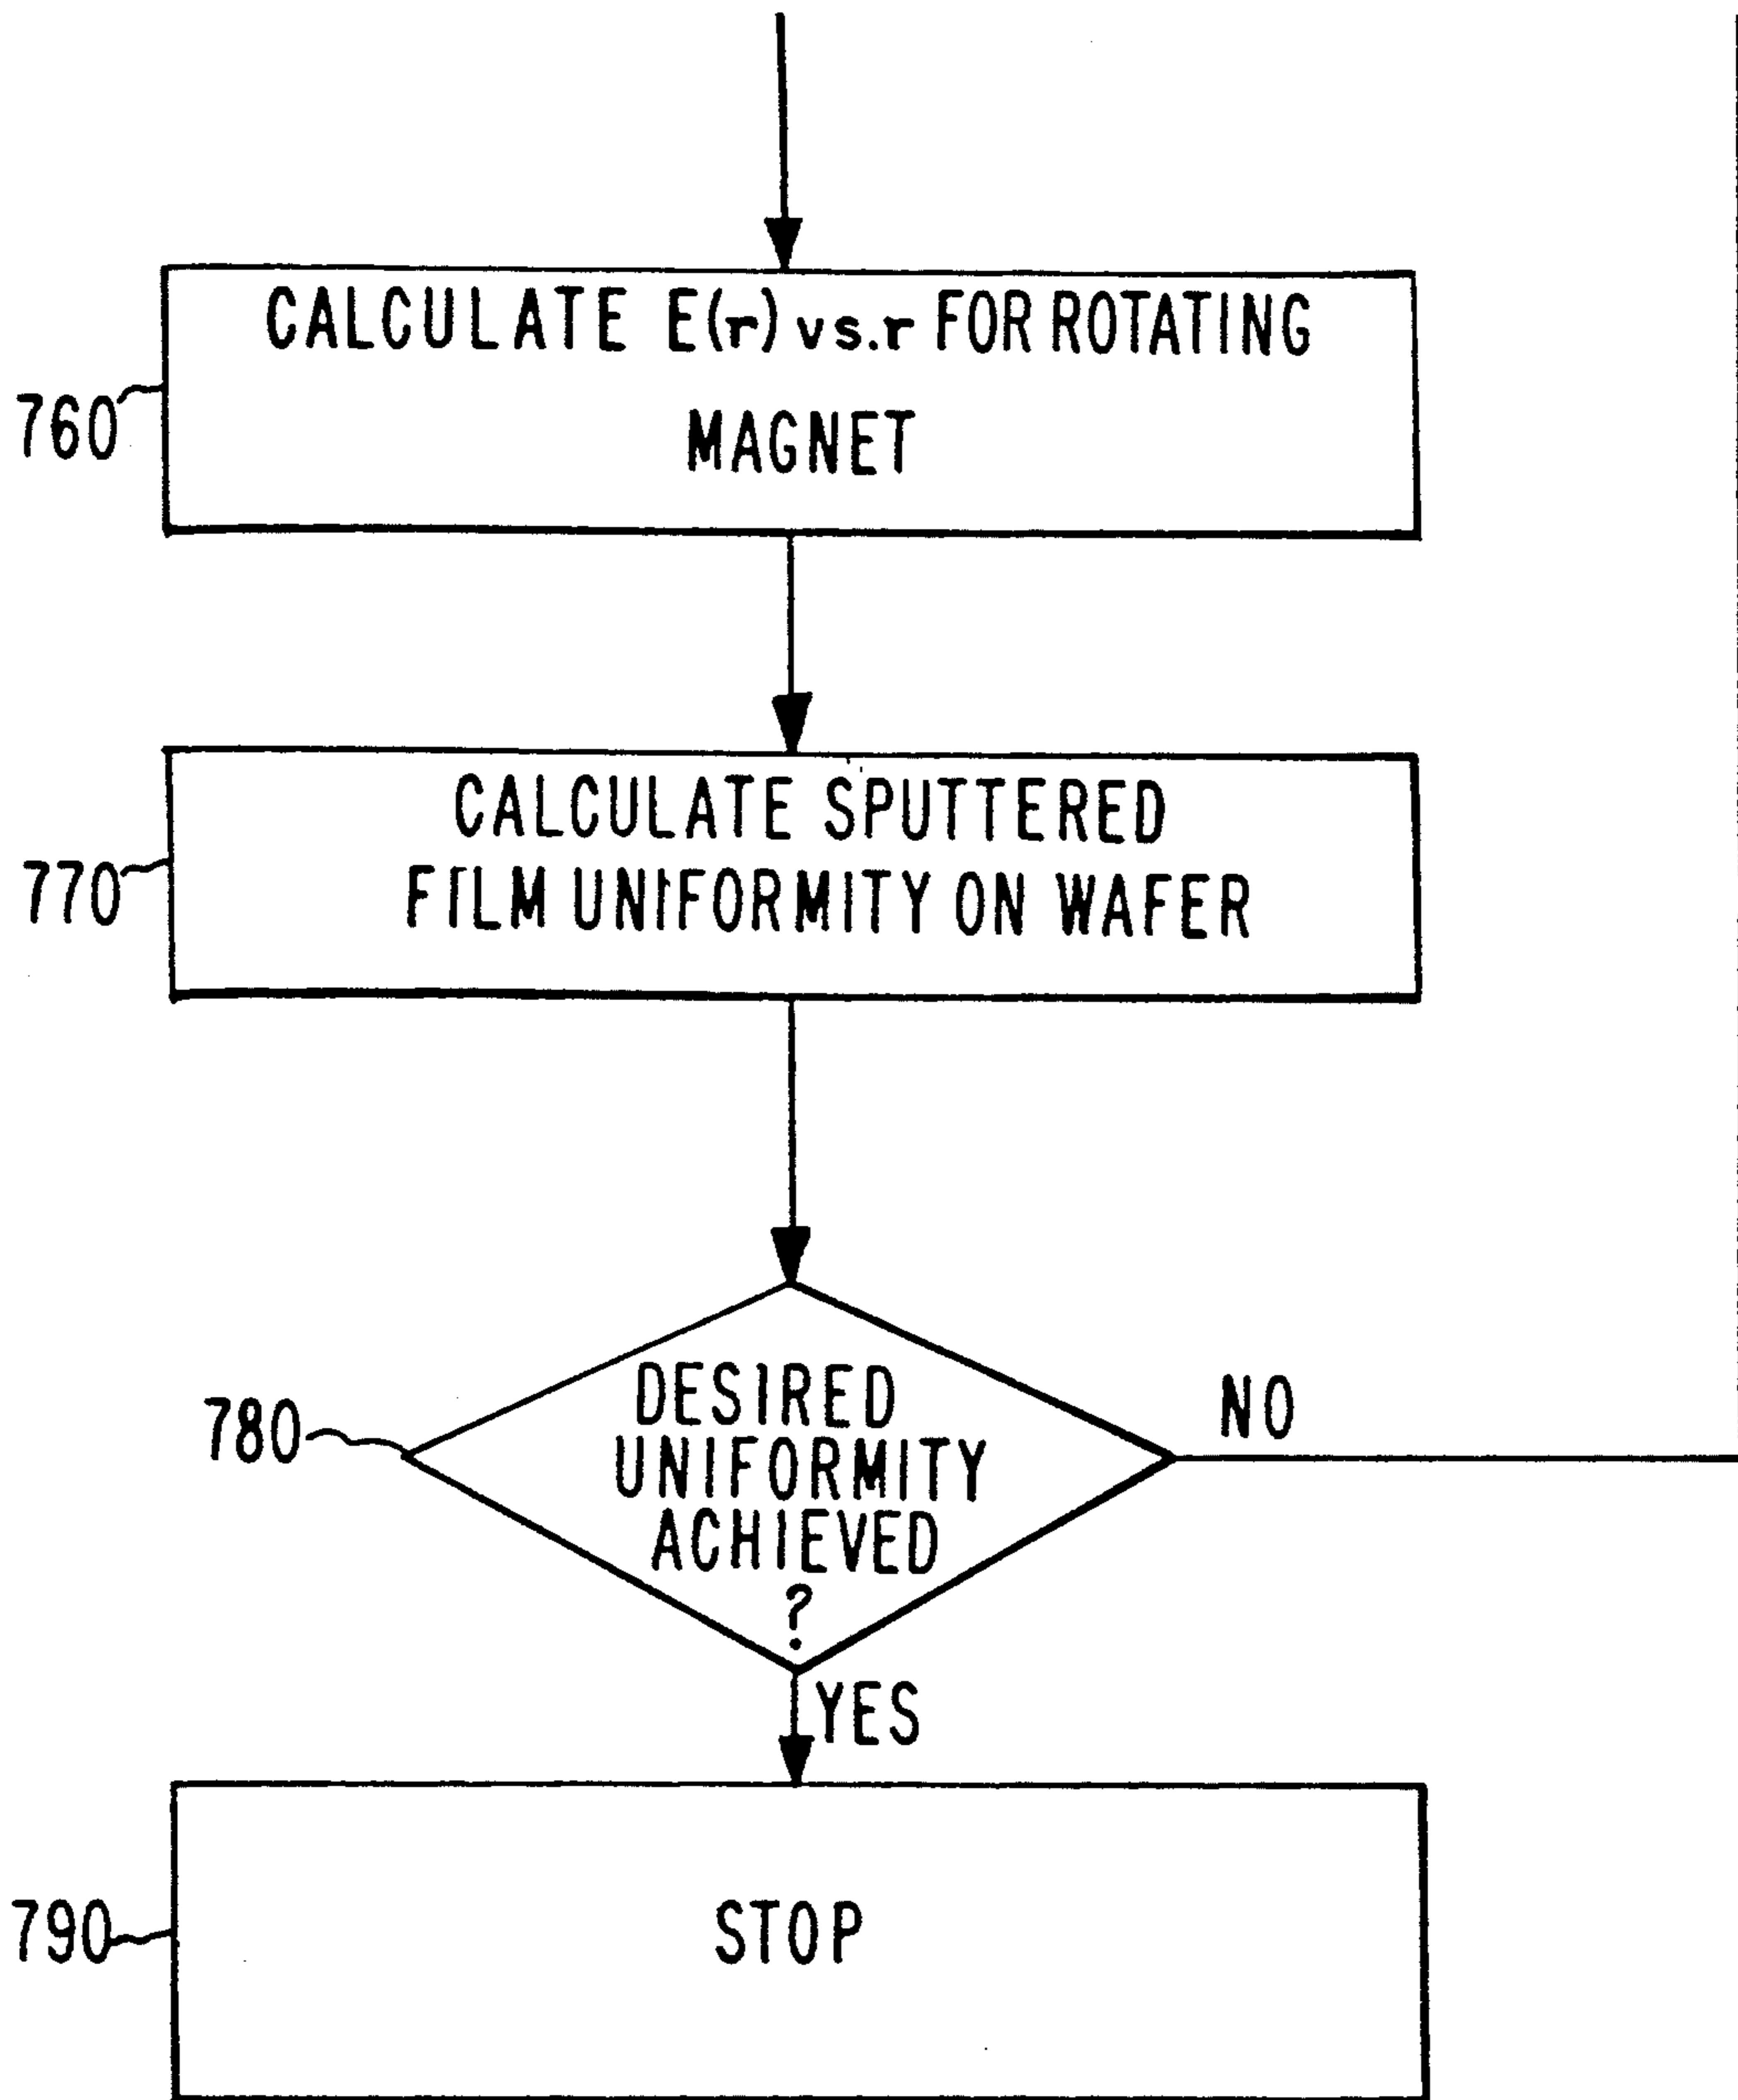 CALCULATE E(r) vs.r FOR ROTATING
MAGNET
760
CALCULATE SPUTTERED
FILM UNIFORMITY ON WAFER
770
DESIRED
UNIFORMITY
ACHIEVED
?
780
NO
YES
STOP
790